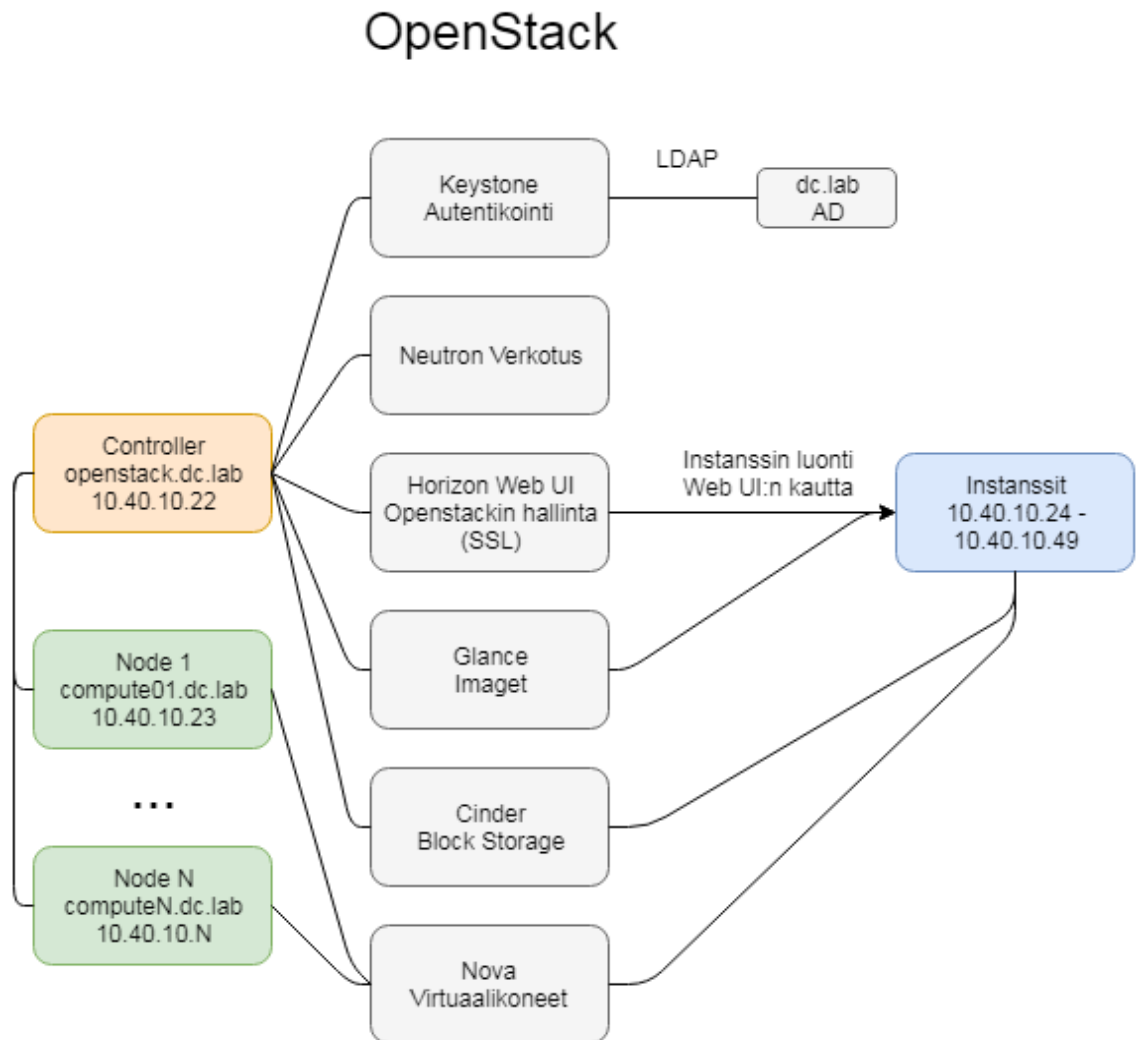 OpenStack
Keystone
Autentikointi
LDAP
dc.lab
AD
Neutron Verkotus
Controller
openstack.dc.lab
10.40.10.22
Horizon Web UI
Openstackin hallinta
(SSL)
Instanssin luonti
Web UI:n kautta
Instanssit
10.40.10.24 -
10.40.10.49
Node 1
compute01.dc.lab
10.40.10.23
Glance
Imaget
...
Cinder
Block Storage
Node N
computeN.dc.lab
10.40.10.N
Nova
Virtuaalikoneet